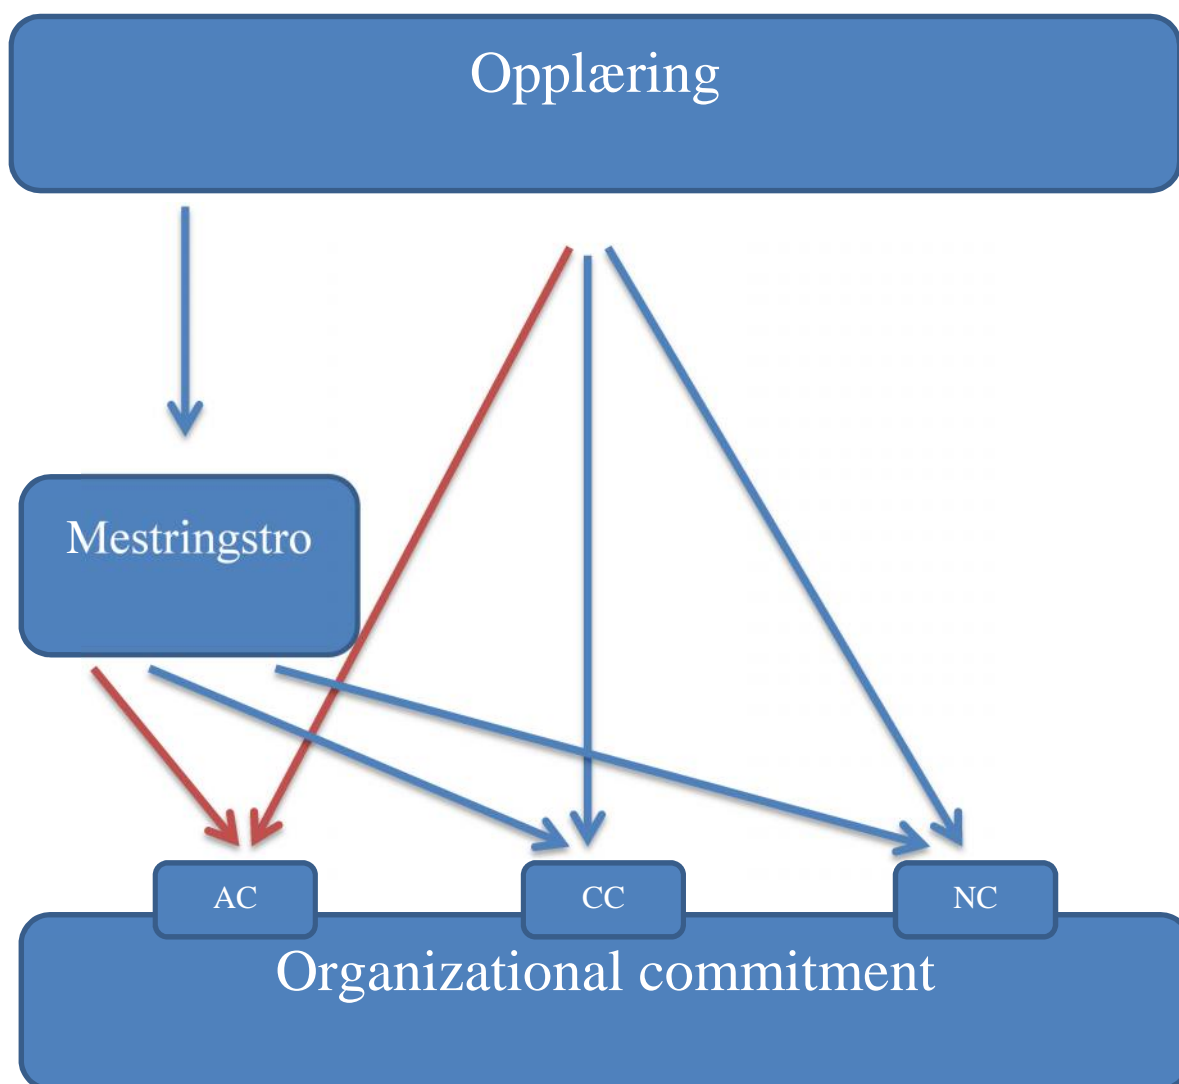 Opplæring
Mestringstro
AC
CC
NC
Organizational commitment